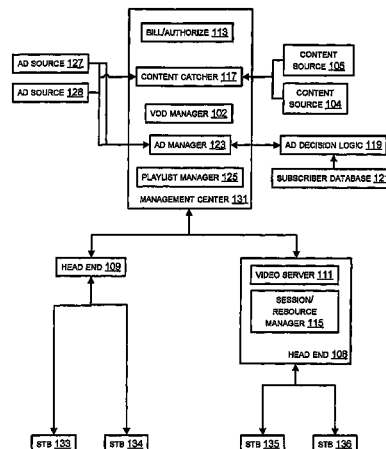 BILL/AUTHORIZE 113
AD SOURCE 127
CONTENT CATCHER 117
CONTENT
SOURCE 105
AD SOURCE 128
CONTENT
SOURCE 104
VOD MANAGER 102
AD MANAGER 123
AD DECISION LOGIC 119
PLAYLIST MANAGER 125
SUBSCRIBER DATABASE 121
MANAGEMENT CENTER 131
HEAD END 109
VIDEO SERVER 111
SESSION/
RESOURCE
MANAGER 115
HEAD END 108
STB 133
STB 134
STB 135
STB 136